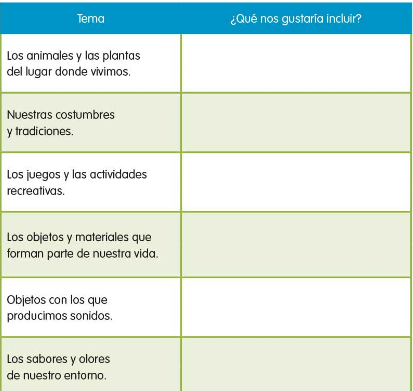 Tema
¿Qué nos gustaría incluir?
Los animales y las plantas
del lugar donde vivimos.
Nuestras costumbres
y tradiciones.
Los juegos y las actividades
recreativas.
Los objetos y materiales que
forman parte de nuestra vida.
Objetos con los que
producimos sonidos.
Los sabores y olores
de nuestro entorno.